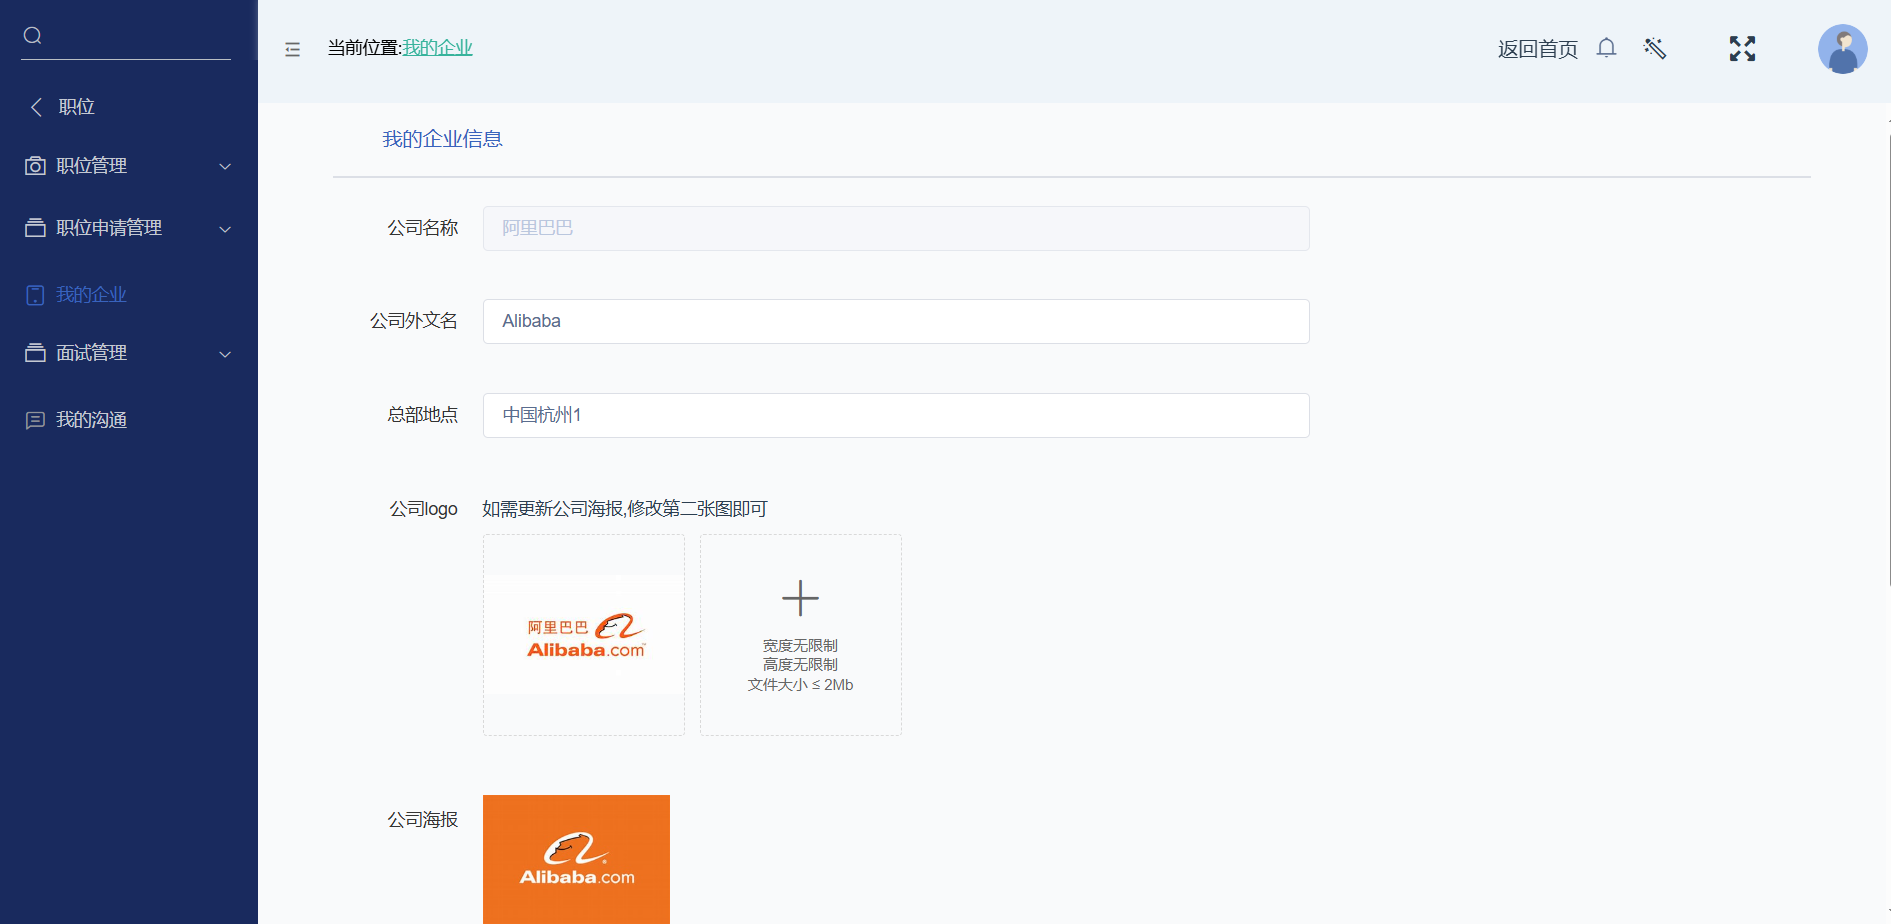 当前位置:我的企业
返回首页
职位
职位管理
职位申请管理
我的企业
面试管理
我的沟通
我的企业信息
公司名称
阿里巴巴
公司外文名
Alibaba
总部地点
中国杭州1
公司logo
如需更新公司海报,修改第二张图即可
阿里巴巴
Alibaba.com
宽度无限制
高度无限制
文件大小 ≤ 2Mb
公司海报
Alibaba.com